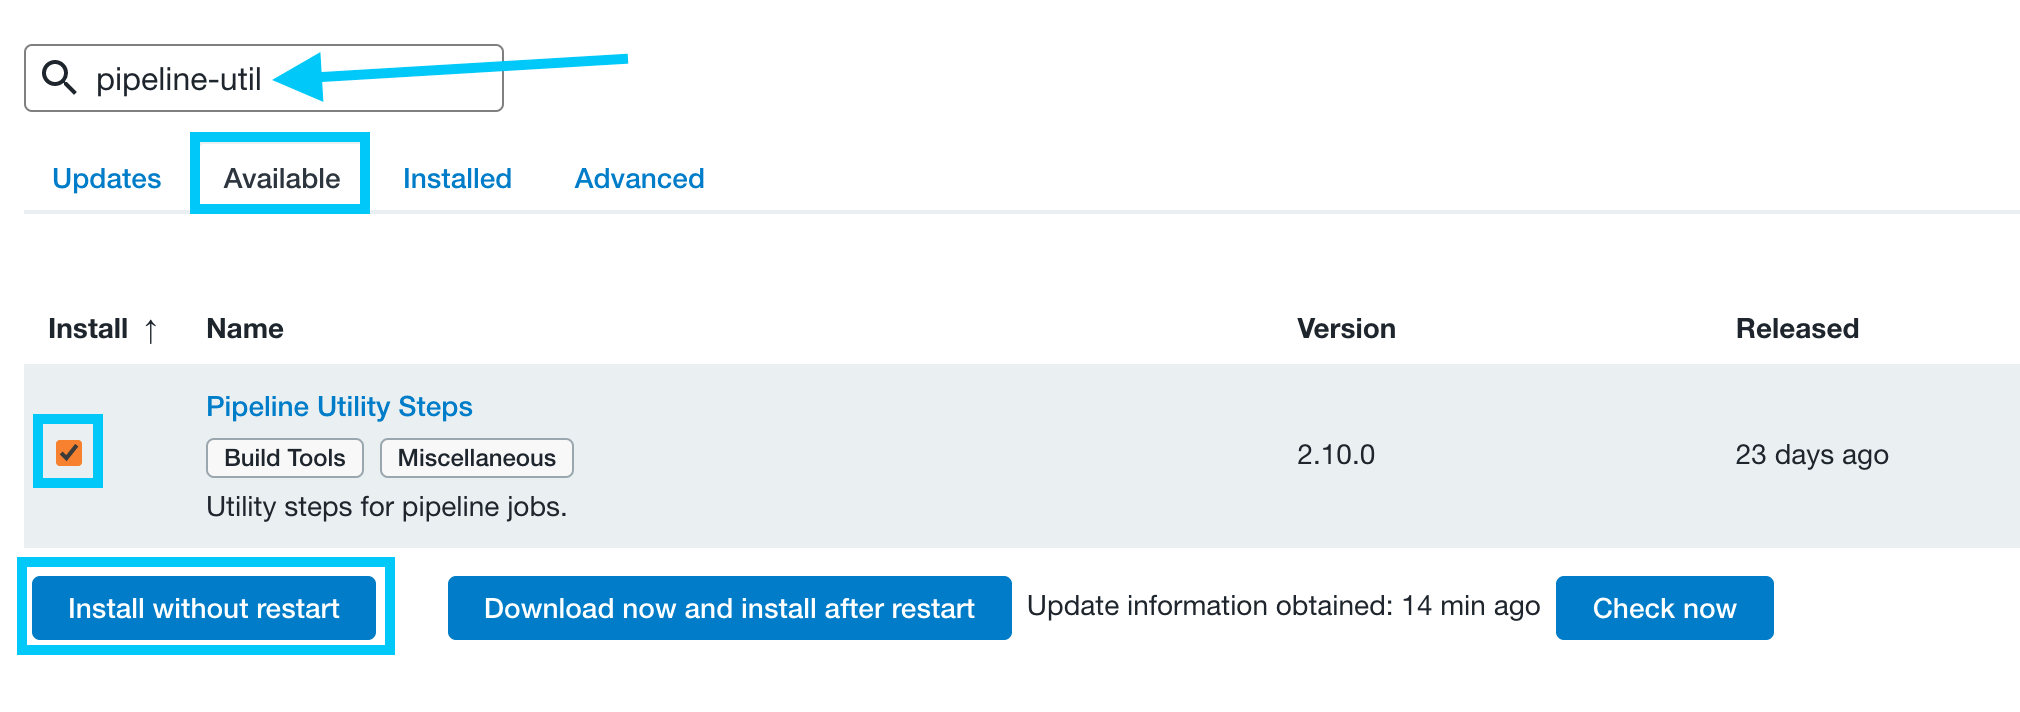 pipeline-util
Updates Available Installed Advanced
Install ↑ Name Version Released
Pipeline Utility Steps
Build Tools Miscellaneous
2.10.0 23 days ago
Utility steps for pipeline jobs.
Install without restart Download now and install after restart Update information obtained: 14 min ago Check now